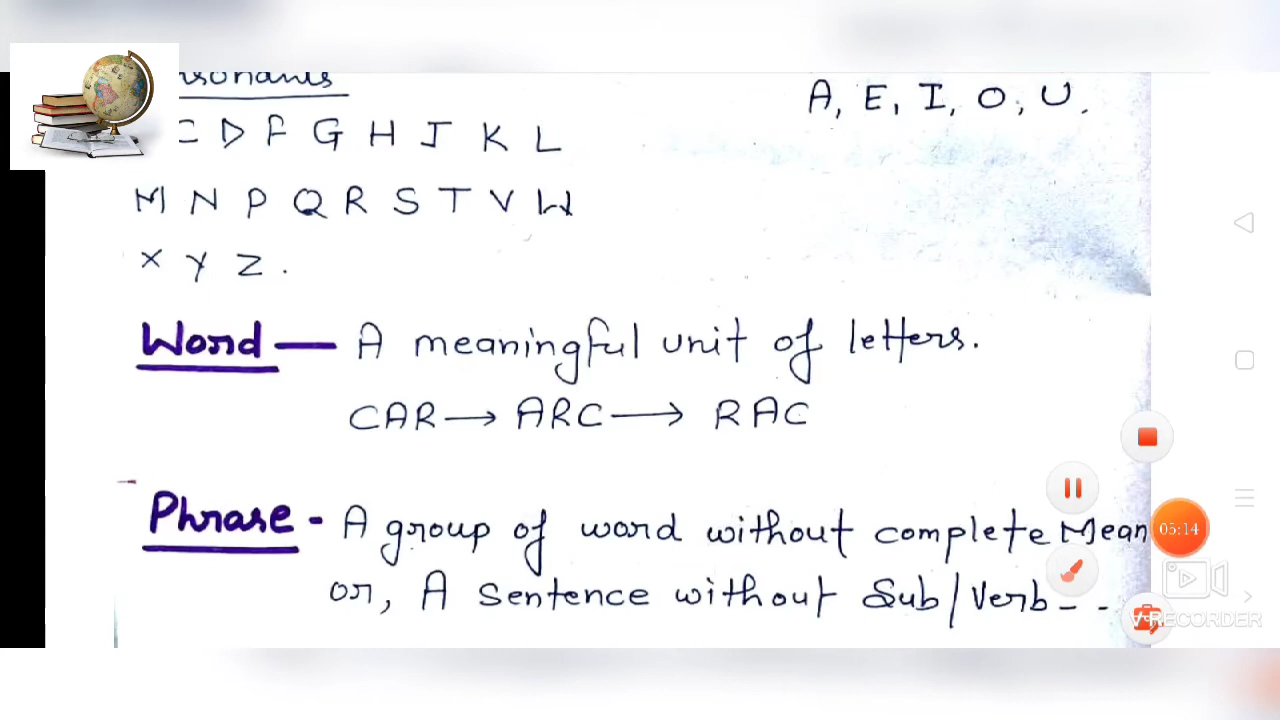 A, E, I, O, U.
C D F G H J K L
M N P Q R S T V W
X Y Z.
Word — A meaningful unit of letters.
CAR → ARC → RAC
Phrase - A group of word without complete Mean
or, A sentence without Sub/Verb - -
05:14
V RECORDER